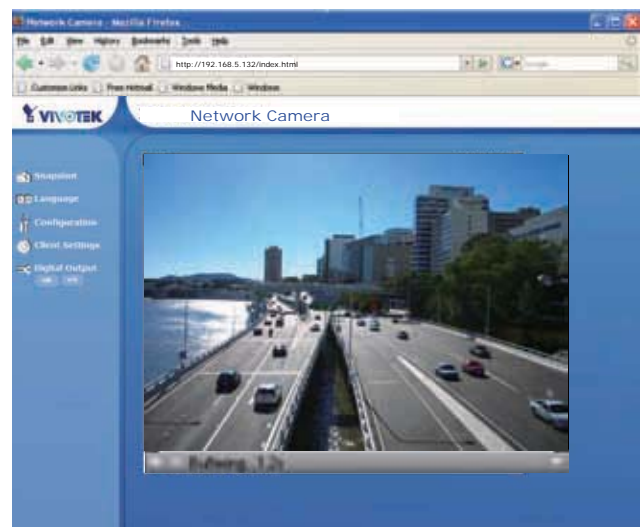 Network Camera - Mozilla Firefox
File Edit View History Bookmarks Tools Help
http://192.168.5.132/index.html
Customize Links Free Hotmail Windows Media Windows
VIVOTEK
Network Camera
Snapshot
Language
Configuration
Client Settings
Digital Output